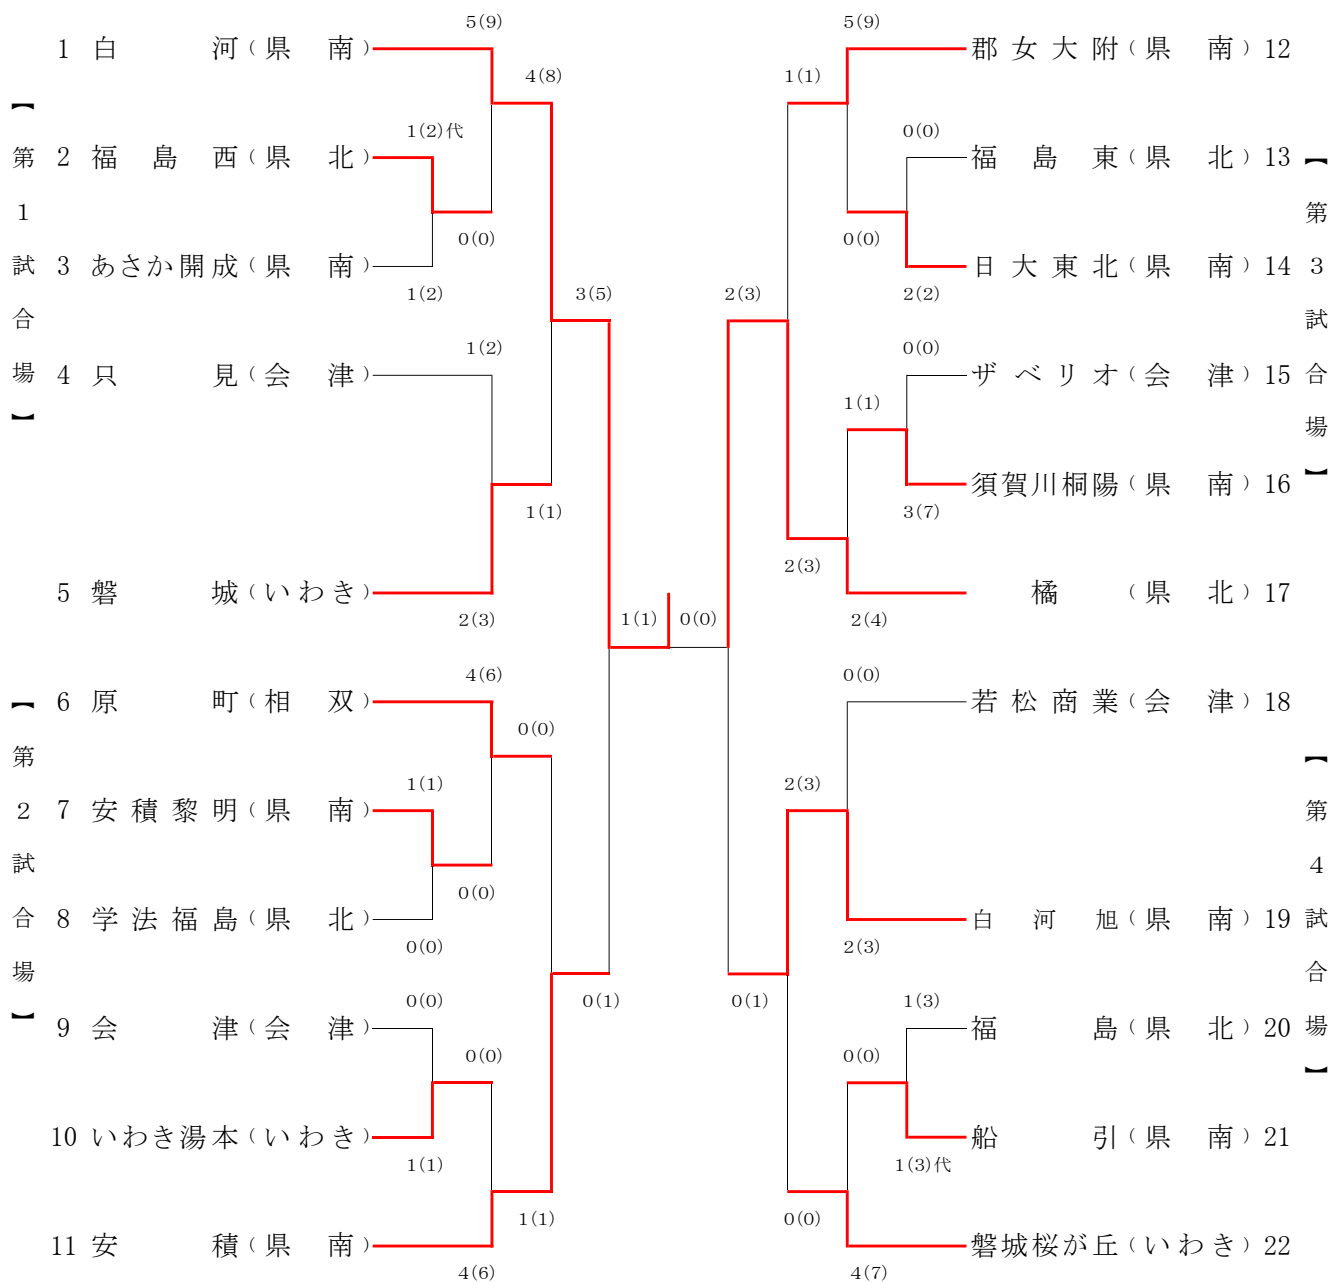 5(9)
1 白河(県南)
4(8)
【第1試合場】
1(2)代
2 福島西(県北)
0(0)
3 あさか開成(県南)
1(2)
3(5)
1(2)
4 只見(会津)
1(1)
5 磐城(いわき)
2(3)
1(1)
4(6)
6 原町(相双)
0(0)
【第2試合場】
1(1)
7 安積黎明(県南)
0(0)
8 学法福島(県北)
0(0)
0(1)
0(0)
9 会津(会津)
0(0)
10 いわき湯本(いわき)
1(1)
1(1)
11 安積(県南)
4(6)
5(9)
郡女大附(県南) 12
1(1)
0(0)
福島東(県北) 13
【第3試合場】
0(0)
日大東北(県南) 14
2(2)
2(3)
0(0)
ザベリオ(会津) 15
1(1)
須賀川桐陽(県南) 16
3(7)
2(3)
橘(県北) 17
2(4)
0(0)
0(0)
若松商業(会津) 18
2(3)
【第4試合場】
白河旭(県南) 19
2(3)
0(1)
1(3)
福島(県北) 20
0(0)
船引(県南) 21
1(3)代
0(0)
磐城桜が丘(いわき) 22
4(7)